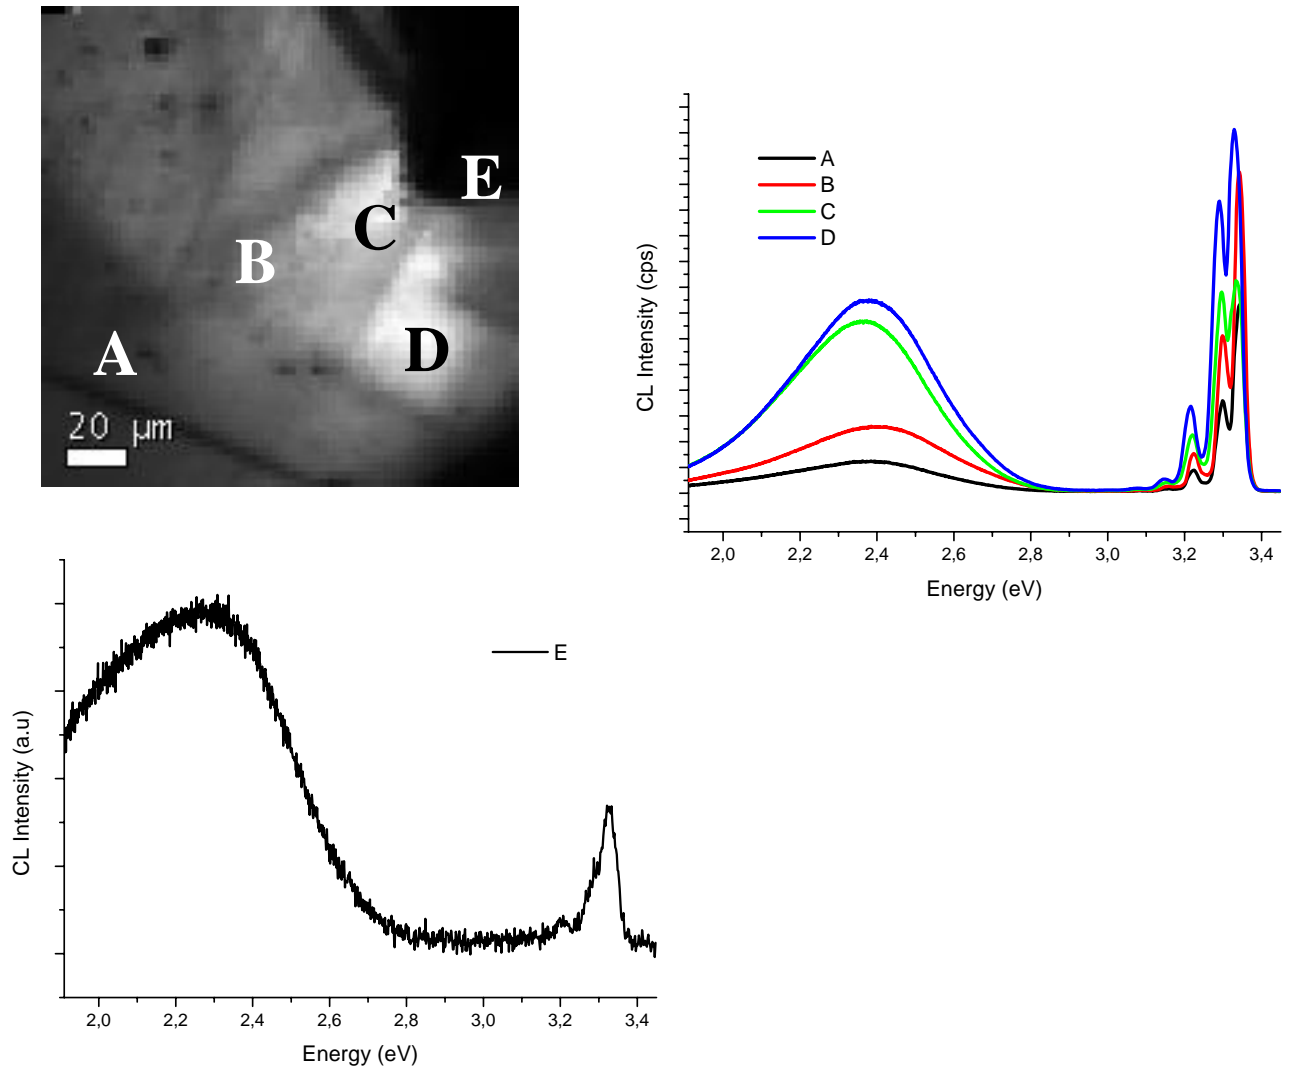 E
C
B
D
A
20 µm
CL Intensity (cps)
A
B
C
D
2,0 2,2 2,4 2,6 2,8 3,0 3,2 3,4
Energy (eV)
CL Intensity (a.u)
E
2,0 2,2 2,4 2,6 2,8 3,0 3,2 3,4
Energy (eV)